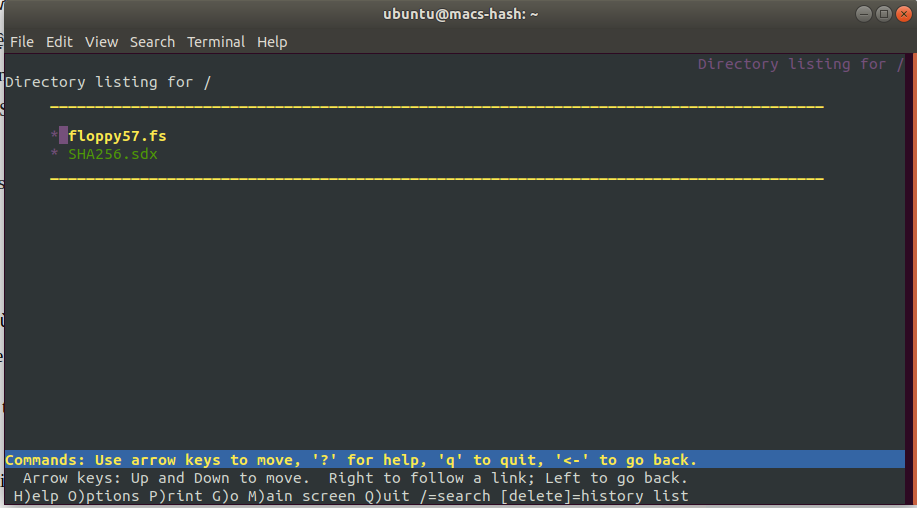 ubuntu@macs-hash: ~
File Edit View Search Terminal Help
Directory listing for /
Directory listing for /
* floppy57.fs
* SHA256.sdx
Commands: Use arrow keys to move, '?' for help, 'q' to quit, '<-' to go back.
Arrow keys: Up and Down to move.  Right to follow a link; Left to go back.
H)elp O)ptions P)rint G)o M)ain screen Q)uit /=search [delete]=history list